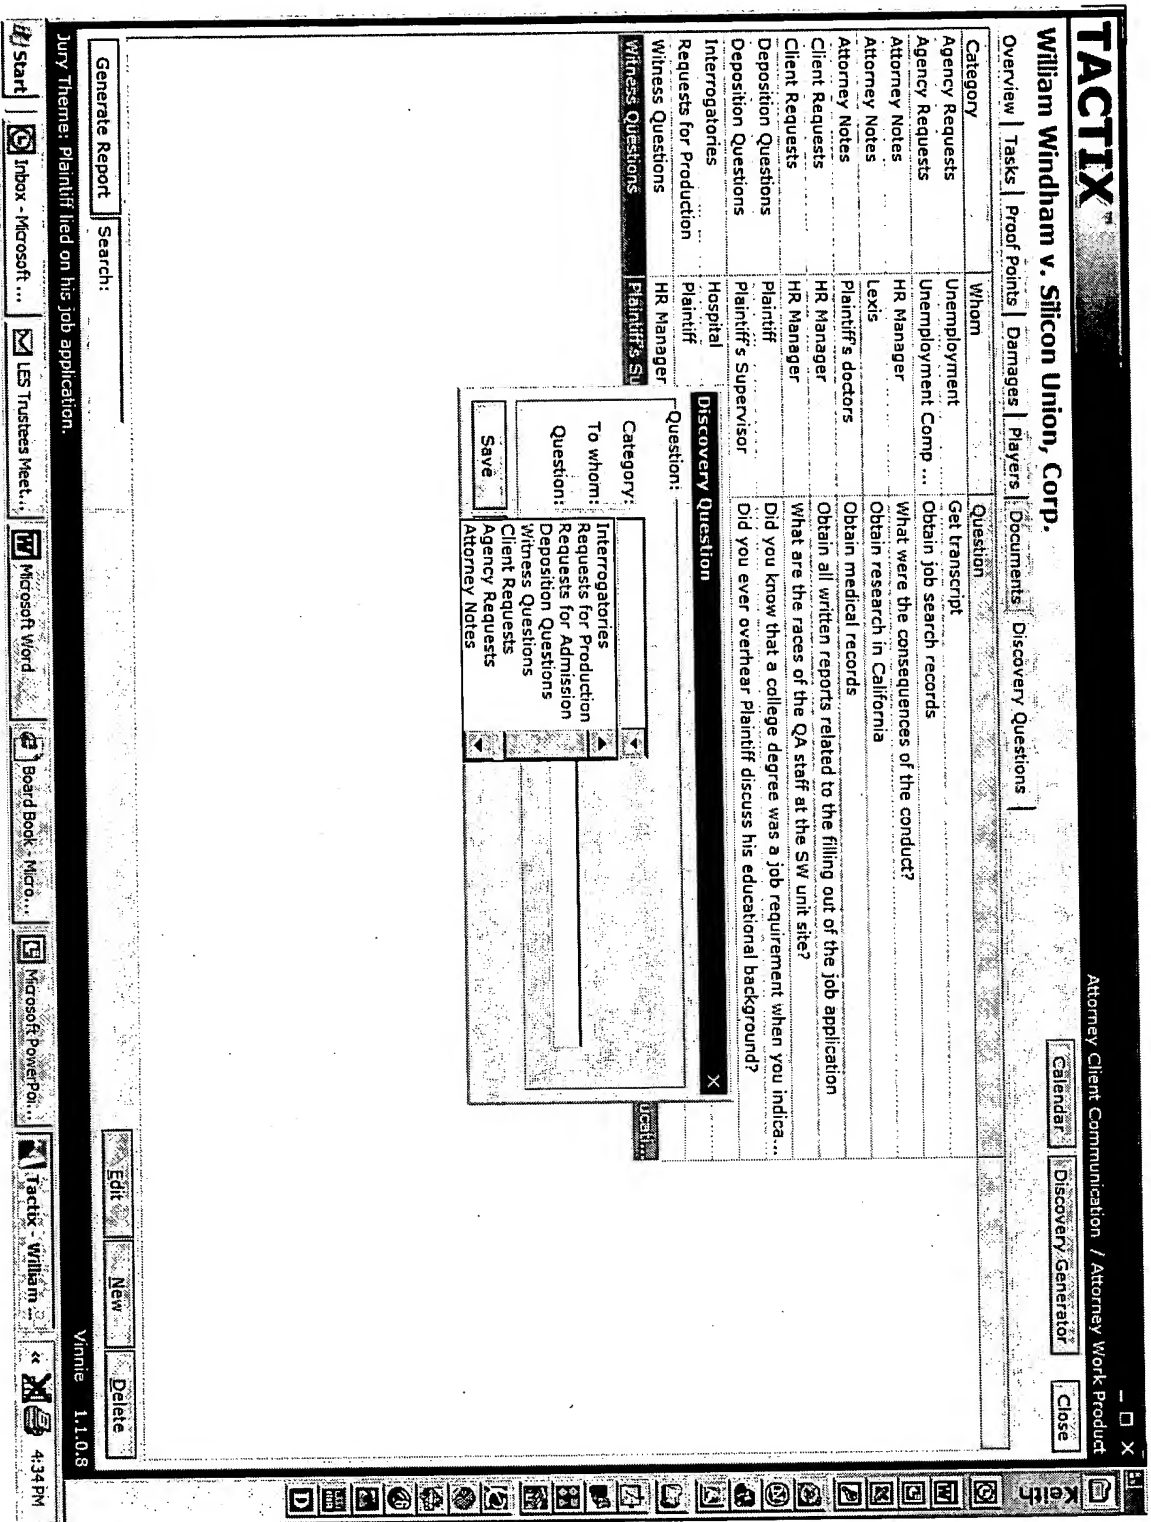 TACTIX™
Attorney Client Communication / Attorney Work Product
William Windham v. Silicon Union, Corp.
Calendar Discovery Generator Close
Overview Tasks Proof Points Damages Players Documents Discovery Questions
Category Whom Question
Agency Requests Unemployment Get transcript
Agency Requests Unemployment Comp ... Obtain job search records
Attorney Notes HR Manager What were the consequences of the conduct?
Attorney Notes Lexis Obtain research in California
Attorney Notes Plaintiff's doctors Obtain medical records
Client Requests HR Manager Obtain all written reports related to the filling out of the job application
Client Requests HR Manager What are the races of the QA staff at the SW unit site?
Deposition Questions Plaintiff Did you know that a college degree was a job requirement when you indica...
Deposition Questions Plaintiff's Supervisor Did you ever overhear Plaintiff discuss his educational background?
Interrogatories Hospital
Requests for Production Plaintiff
Witness Questions HR Manager
Witness Questions Plaintiff's Su ucati...
Discovery Question X
Question:
Category:
To whom:
Question:
Interrogatories
Requests for Production
Requests for Admission
Deposition Questions
Witness Questions
Client Requests
Agency Requests
Attorney Notes
Save
Generate Report Search:
Edit New Delete
Jury Theme: Plaintiff lied on his job application.
Vinnie 1.1.0.8
Start Inbox - Microsoft ... LES Trustees Meet... Microsoft Word Board Book - Micro... Microsoft PowerPoi... Tactix - William ... « 4:34 PM
Keith